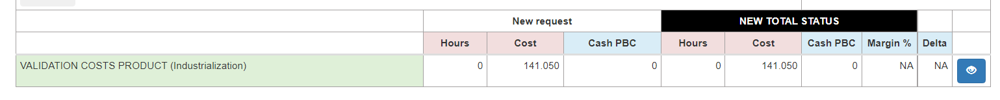 New request NEW TOTAL STATUS
Hours Cost Cash PBC Hours Cost Cash PBC Margin % Delta
VALIDATION COSTS PRODUCT (Industrialization) 0 141.050 0 0 141.050 0 NA NA